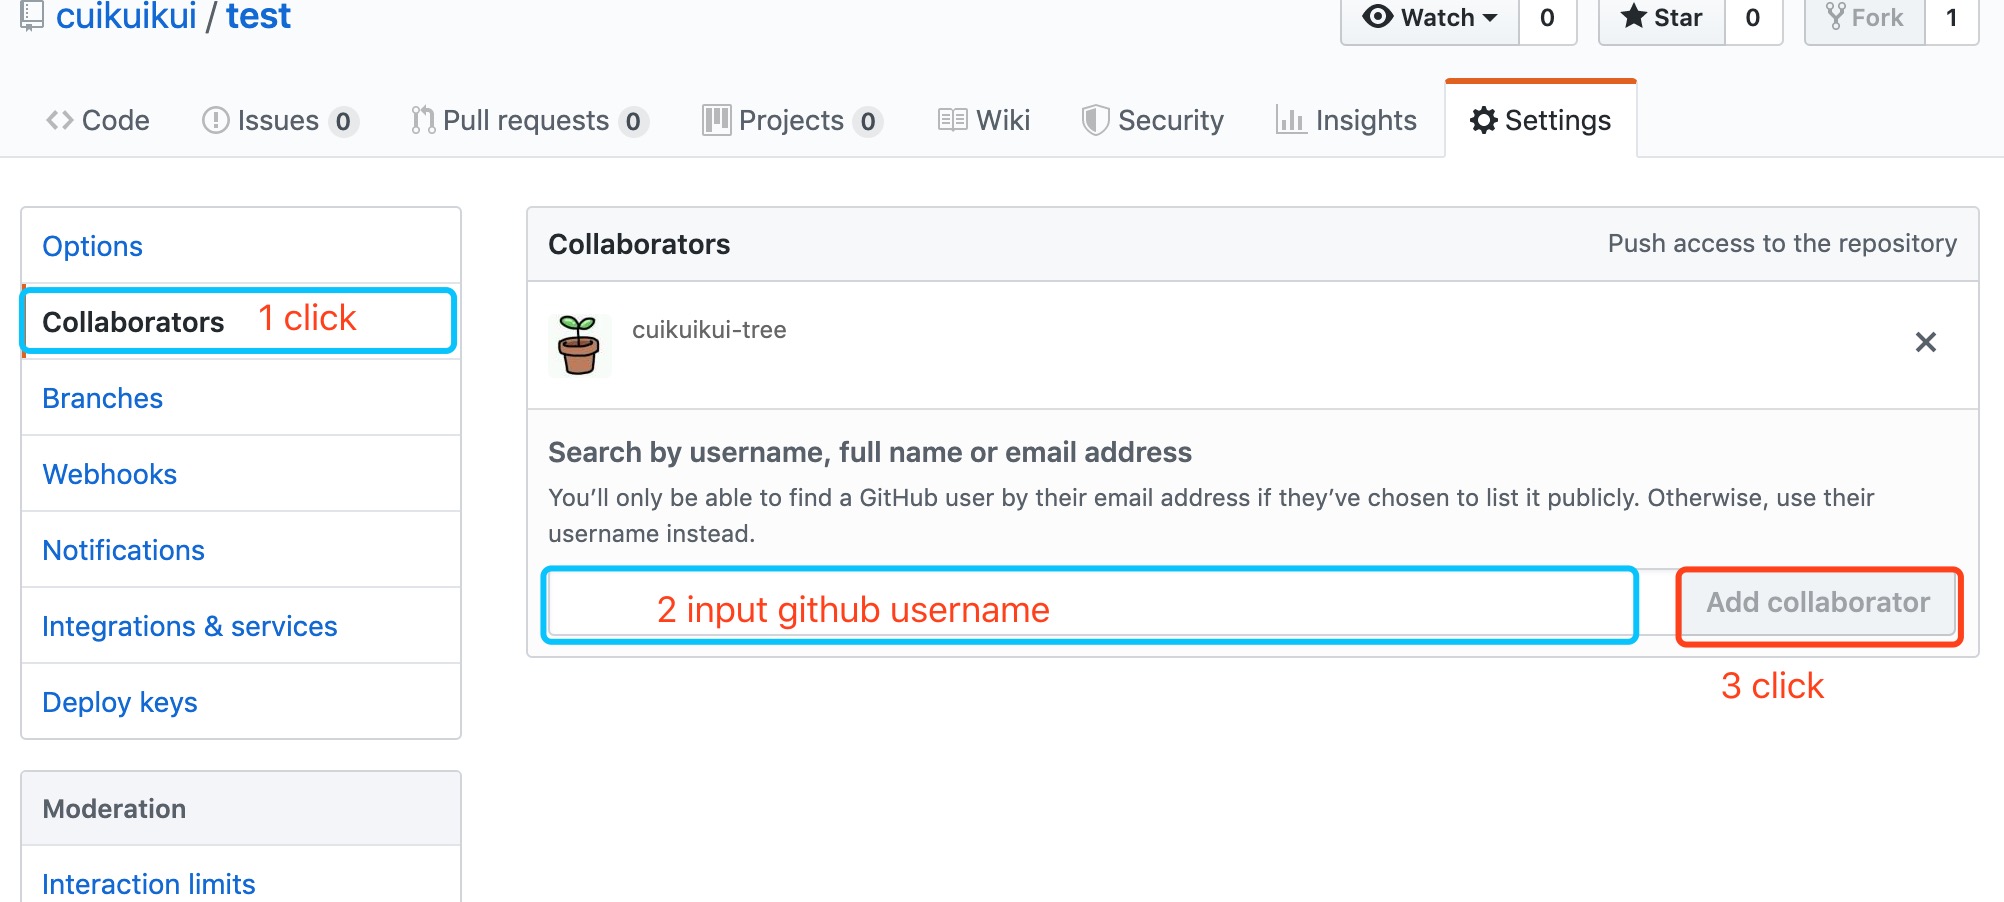 cuikuikui / test
Watch 0 Star 0 Fork 1
Code Issues 0 Pull requests 0 Projects 0 Wiki Security Insights Settings
Options
Collaborators 1 click
Branches
Webhooks
Notifications
Integrations & services
Deploy keys
Moderation
Interaction limits
Collaborators Push access to the repository
cuikuikui-tree
Search by username, full name or email address
You’ll only be able to find a GitHub user by their email address if they’ve chosen to list it publicly. Otherwise, use their
username instead.
2 input github username Add collaborator
3 click